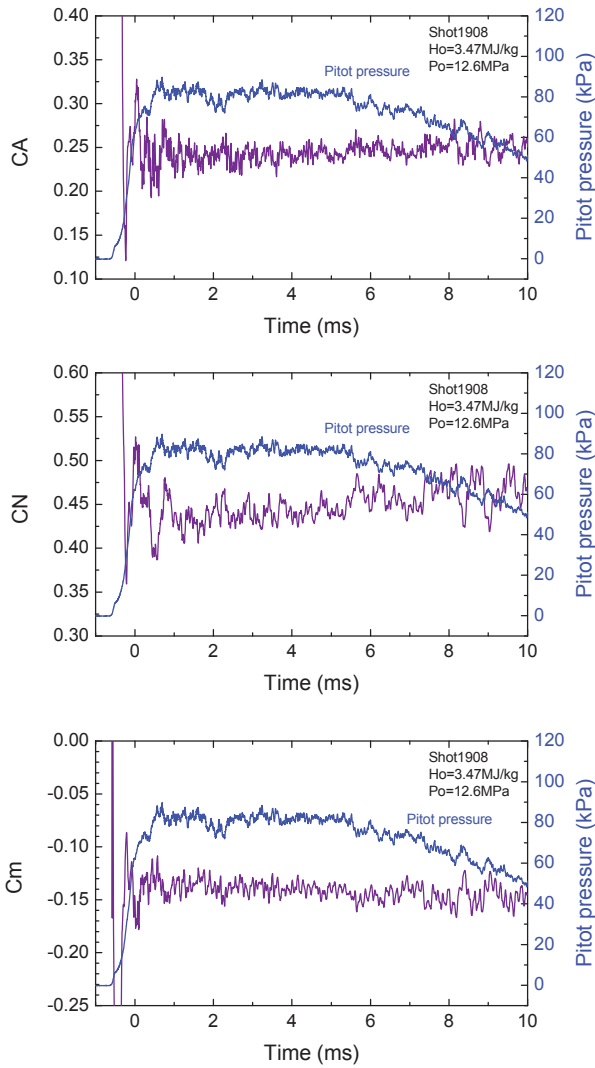 0.40
0.35
0.30
0.25
0.20
0.15
0.10
CA
Shot1908
Ho=3.47MJ/kg
Po=12.6MPa
Pitot pressure
120
100
80
60
40
20
0
Pitot pressure (kPa)
0 2 4 6 8 10
Time (ms)
0.60
0.55
0.50
0.45
0.40
0.35
0.30
CN
Shot1908
Ho=3.47MJ/kg
Po=12.6MPa
Pitot pressure
120
100
80
60
40
20
0
Pitot pressure (kPa)
0 2 4 6 8 10
Time (ms)
0.00
-0.05
-0.10
-0.15
-0.20
-0.25
Cm
Shot1908
Ho=3.47MJ/kg
Po=12.6MPa
Pitot pressure
120
100
80
60
40
20
0
Pitot pressure (kPa)
0 2 4 6 8 10
Time (ms)